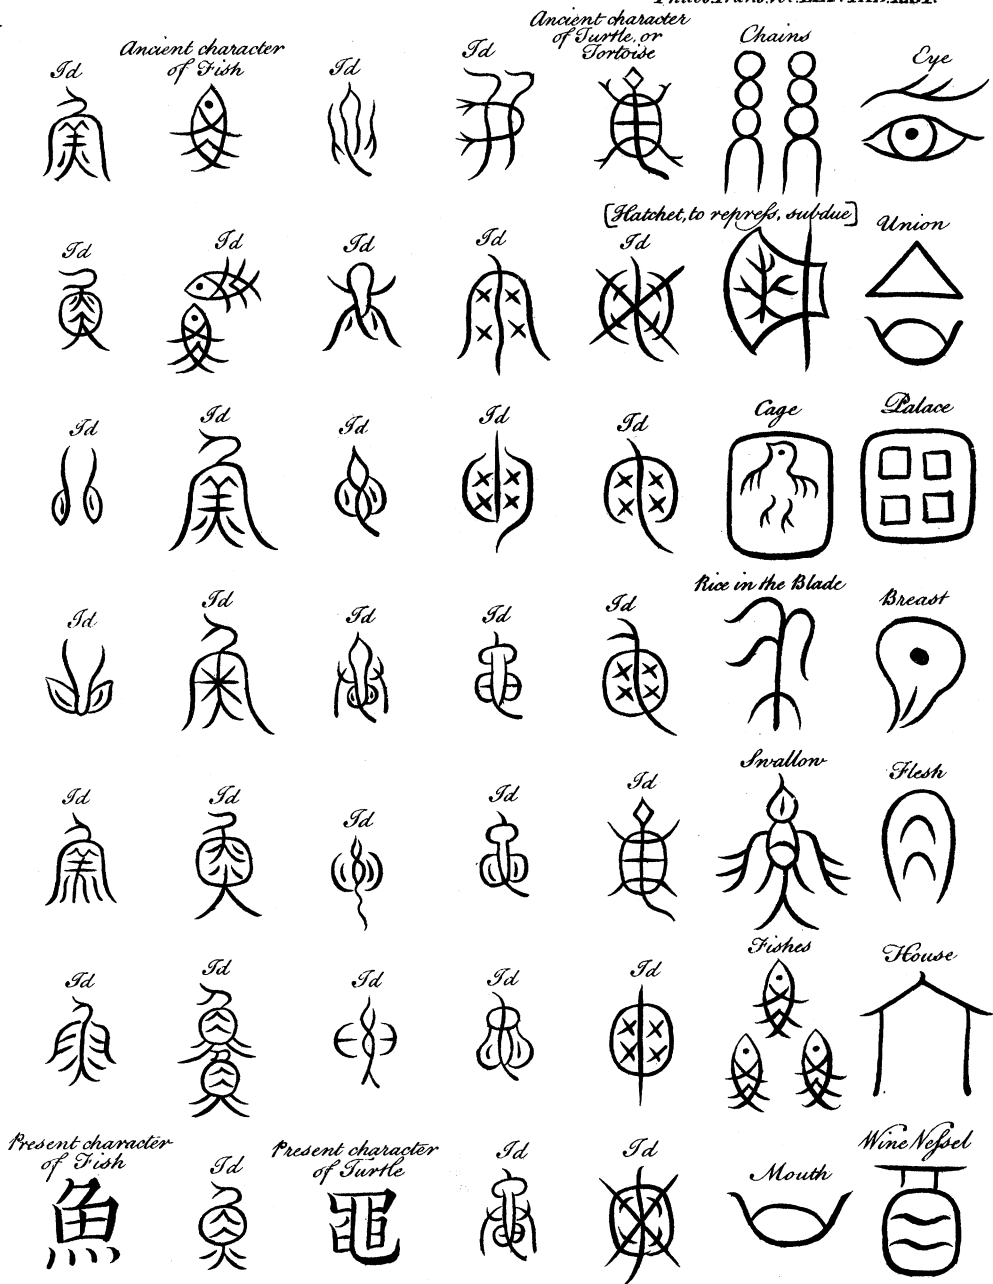 Ancient character
of Fish
Id
Id
Id
Ancient character
of Turtle, or
Tortoise
Chains
Eye
Id
Id
Id
Id
Id
[Hatchet, to repreſs, subdue]
Union
Id
Id
Id
Id
Id
Cage
Palace
Id
Id
Id
Id
Id
Rice in the Blade
Breast
Id
Id
Id
Id
Id
Swallow
Flesh
Id
Id
Id
Id
Id
Fishes
House
Present character
of Fish
魚
Id
Present character
of Turtle
黽
Id
Id
Mouth
Wine Veſsel